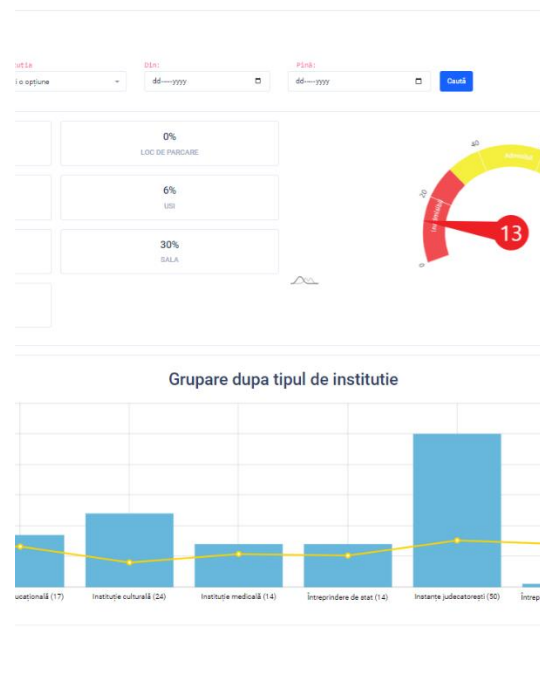 utia
Din:
Pînă:
i o opțiune
dd-----yyyy
dd-----yyyy
Caută
0%
LOC DE PARCARE
6%
USI
30%
SALA
0
20
40
13
Grupare dupa tipul de institutie
ucațională (17)
Instituție culturală (24)
Instituție medicală (14)
Întreprindere de stat (14)
Instanțe judecatorești (50)
Întrep